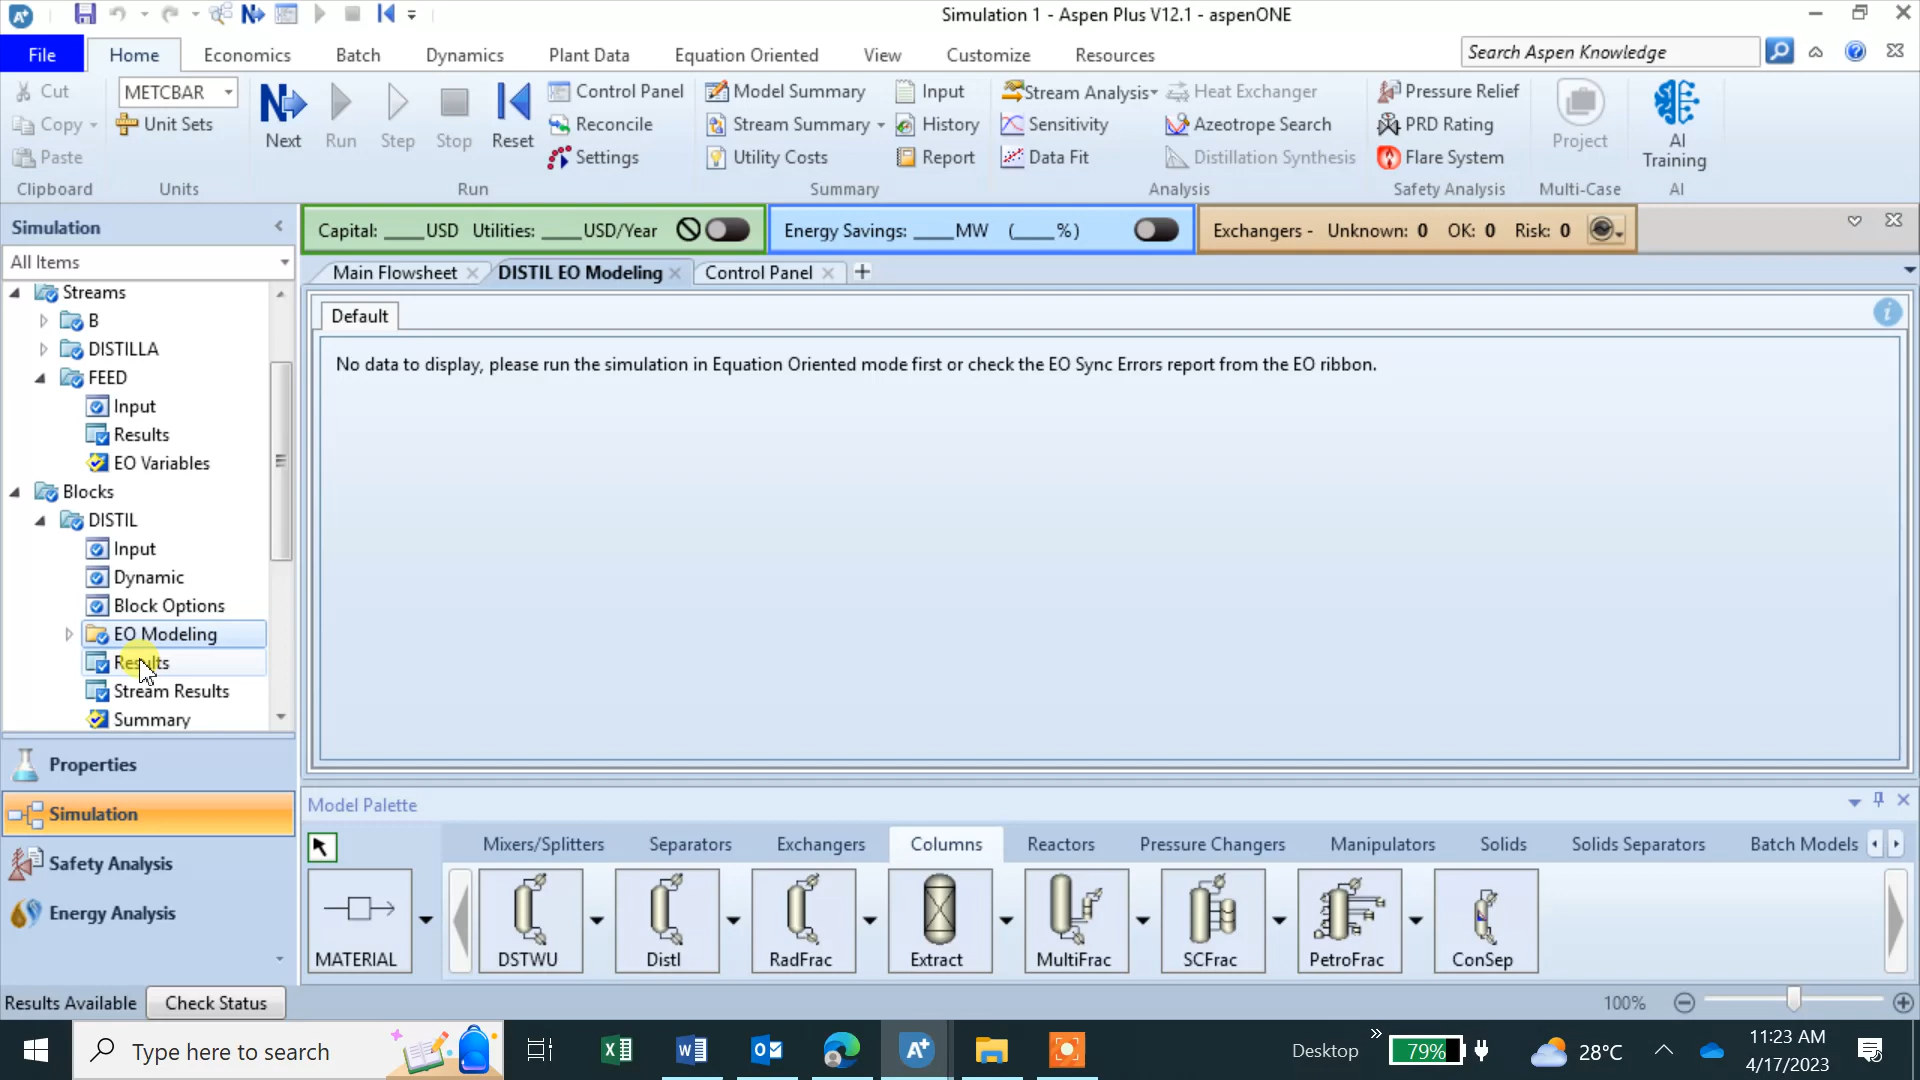 Simulation 1 - Aspen Plus V12.1 - aspenONE
File Home Economics Batch Dynamics Plant Data Equation Oriented View Customize Resources Search Aspen Knowledge
Cut METCBAR Control Panel Model Summary Input Stream Analysis Heat Exchanger Pressure Relief
Copy Unit Sets Next Run Step Stop Reset Reconcile Stream Summary History Sensitivity Azeotrope Search PRD Rating Project AI Training
Paste Settings Utility Costs Report Data Fit Distillation Synthesis Flare System
Clipboard Units Run Summary Analysis Safety Analysis Multi-Case AI
Simulation
Capital: ____USD Utilities: ____USD/Year Energy Savings: ____MW (____%) Exchangers - Unknown: 0 OK: 0 Risk: 0
All Items
Main Flowsheet DISTIL EO Modeling Control Panel +
Streams
B
DISTILLA
FEED
Input
Results
EO Variables
Blocks
DISTIL
Input
Dynamic
Block Options
EO Modeling
Results
Stream Results
Summary
Default
No data to display, please run the simulation in Equation Oriented mode first or check the EO Sync Errors report from the EO ribbon.
Properties
Simulation
Safety Analysis
Energy Analysis
Model Palette
Mixers/Splitters Separators Exchangers Columns Reactors Pressure Changers Manipulators Solids Solids Separators Batch Models
MATERIAL DSTWU Distl RadFrac Extract MultiFrac SCFrac PetroFrac ConSep
Results Available Check Status 100%
Type here to search Desktop 79% 28°C 11:23 AM
4/17/2023